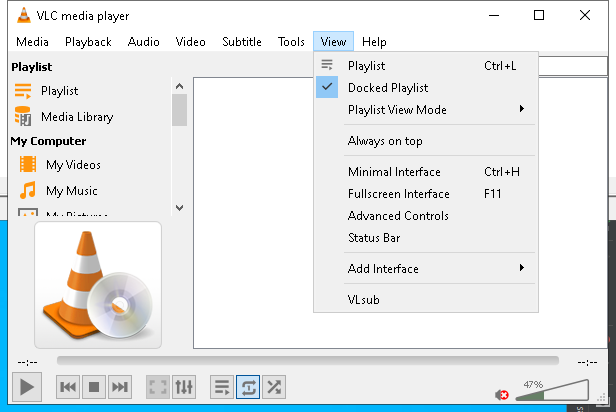 VLC media player
Media Playback Audio Video Subtitle Tools View Help
Playlist
Playlist
Media Library
My Computer
My Videos
My Music
My Pictures
Playlist Ctrl+L
Docked Playlist
Playlist View Mode
Always on top
Minimal Interface Ctrl+H
Fullscreen Interface F11
Advanced Controls
Status Bar
Add Interface
VLsub
--:-- --:--
47%